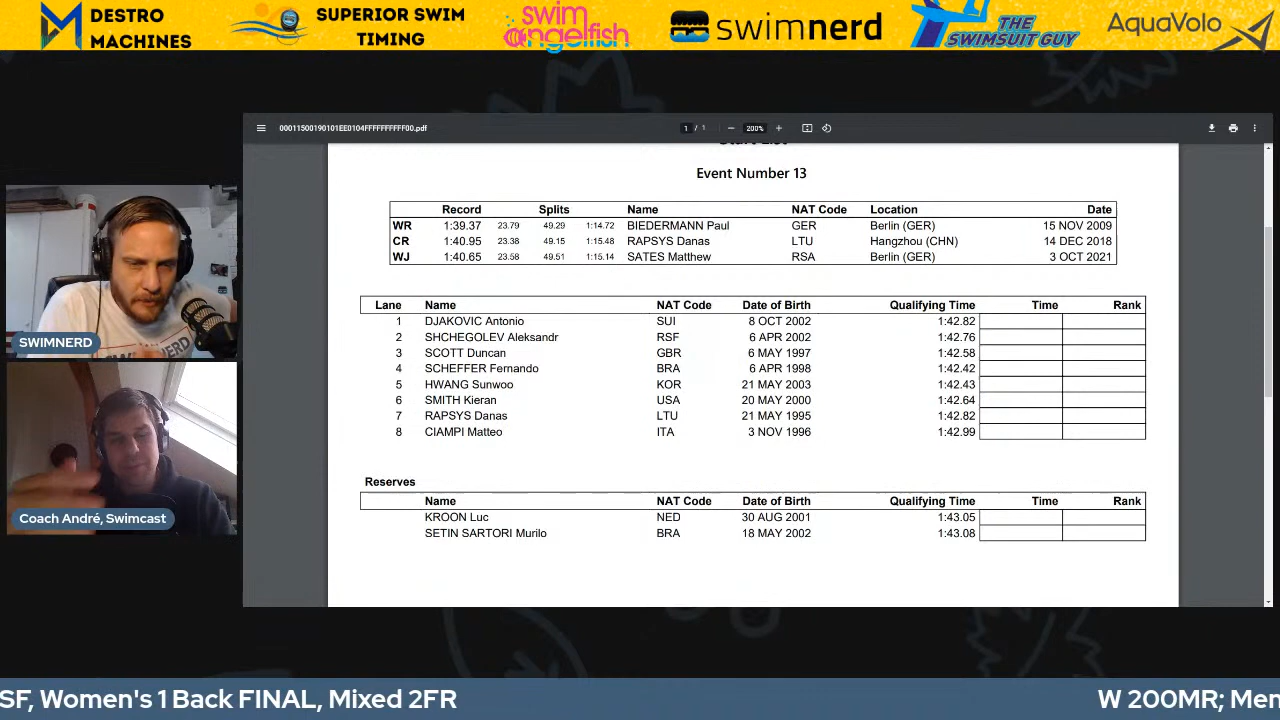 DESTRO
MACHINES
SUPERIOR SWIM
TIMING
swim
angelfish
swimnerd
THE
SWIMSUIT GUY
AquaVolo
00011500190101EE0104FFFFFFFFFF00.pdf
1 / 1
200%
Start List
Event Number 13
Record Splits Name NAT Code Location Date
WR 1:39.37 23.79 49.29 1:14.72 BIEDERMANN Paul GER Berlin (GER) 15 NOV 2009
CR 1:40.95 23.38 49.15 1:15.48 RAPSYS Danas LTU Hangzhou (CHN) 14 DEC 2018
WJ 1:40.65 23.58 49.51 1:15.14 SATES Matthew RSA Berlin (GER) 3 OCT 2021
Lane Name NAT Code Date of Birth Qualifying Time Time Rank
1 DJAKOVIC Antonio SUI 8 OCT 2002 1:42.82
2 SHCHEGOLEV Aleksandr RSF 6 APR 2002 1:42.76
3 SCOTT Duncan GBR 6 MAY 1997 1:42.58
4 SCHEFFER Fernando BRA 6 APR 1998 1:42.42
5 HWANG Sunwoo KOR 21 MAY 2003 1:42.43
6 SMITH Kieran USA 20 MAY 2000 1:42.64
7 RAPSYS Danas LTU 21 MAY 1995 1:42.82
8 CIAMPI Matteo ITA 3 NOV 1996 1:42.99
Reserves
Name NAT Code Date of Birth Qualifying Time Time Rank
KROON Luc NED 30 AUG 2001 1:43.05
SETIN SARTORI Murilo BRA 18 MAY 2002 1:43.08
SWIMNERD
Coach André, Swimcast
SF, Women's 1 Back FINAL, Mixed 2FR
W 200MR; Men